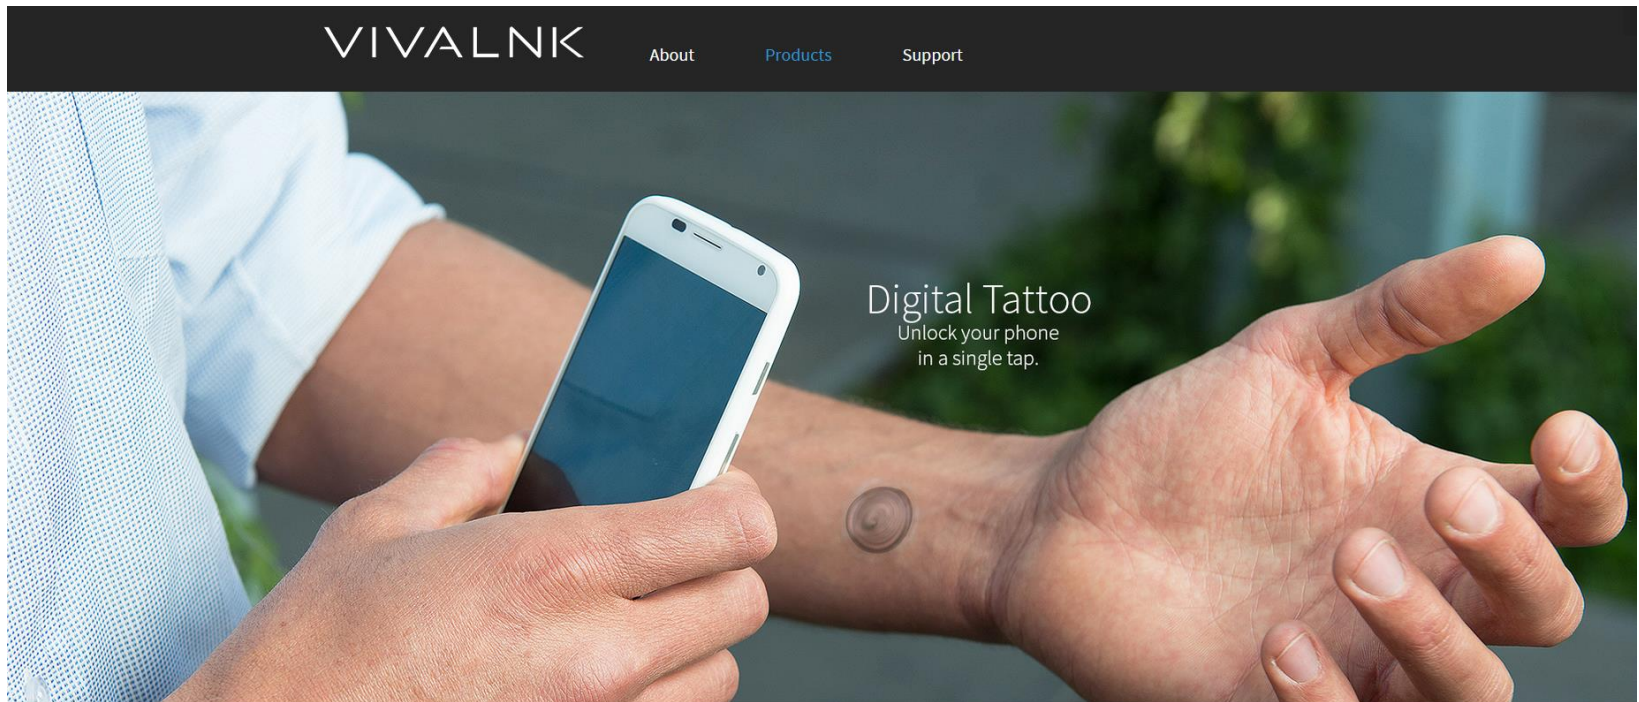 VIVALNK
About
Products
Support
Digital Tattoo
Unlock your phone
in a single tap.